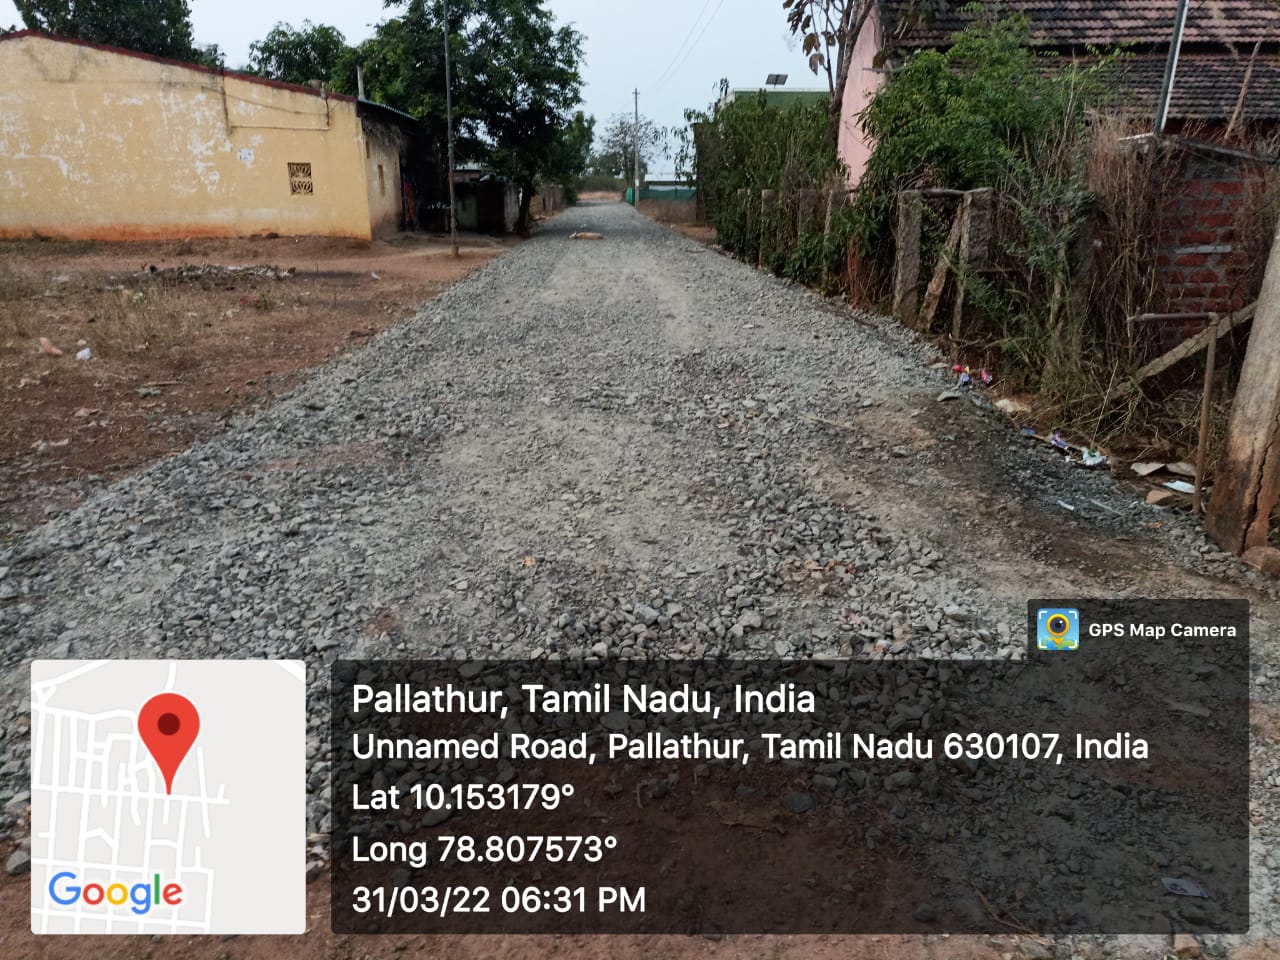 GPS Map Camera
Pallathur, Tamil Nadu, India
Unnamed Road, Pallathur, Tamil Nadu 630107, India
Lat 10.153179°
Long 78.807573°
31/03/22 06:31 PM
Google